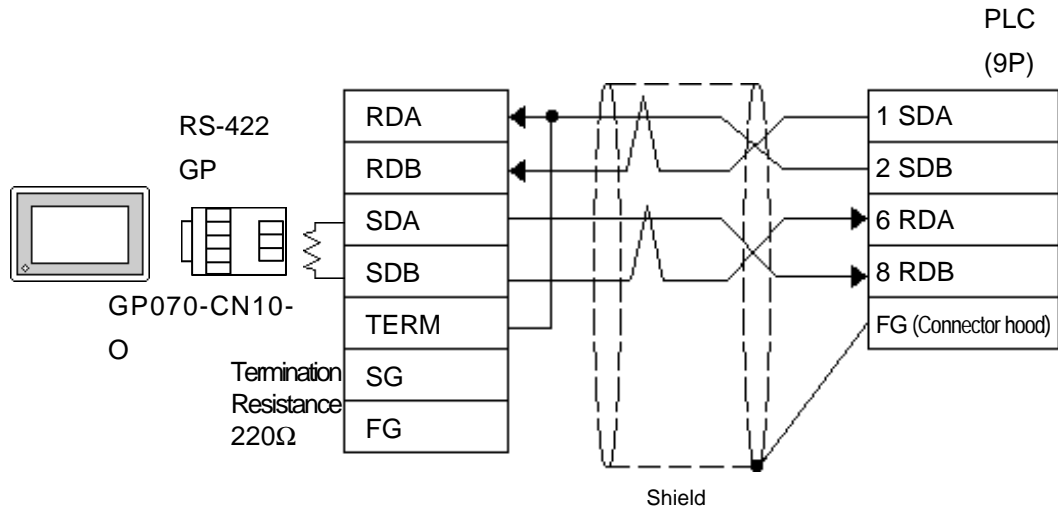 PLC
(9P)
RS-422
GP
GP070-CN10-
O
Termination
Resistance
220Ω
RDA
RDB
SDA
SDB
TERM
SG
FG
1 SDA
2 SDB
6 RDA
8 RDB
FG (Connector hood)
Shield